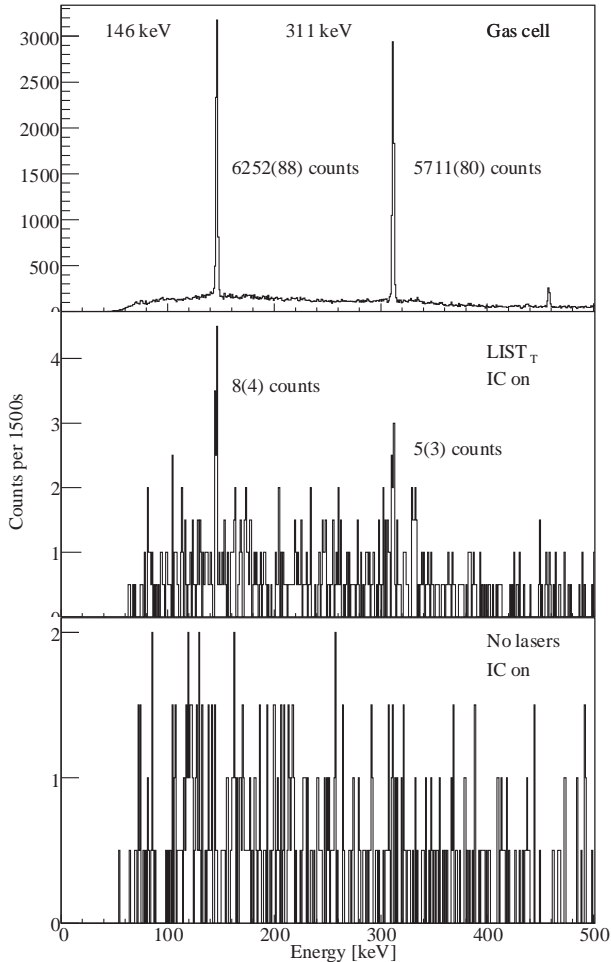 146 keV 311 keV Gas cell
3000
2500
2000
6252(88) counts 5711(80) counts
1500
1000
500
0
LIST T
IC on
4
8(4) counts
3
5(3) counts
2
1
0
Counts per 1500s
No lasers
IC on
2
1
0
0 100 200 300 400 500
Energy [keV]